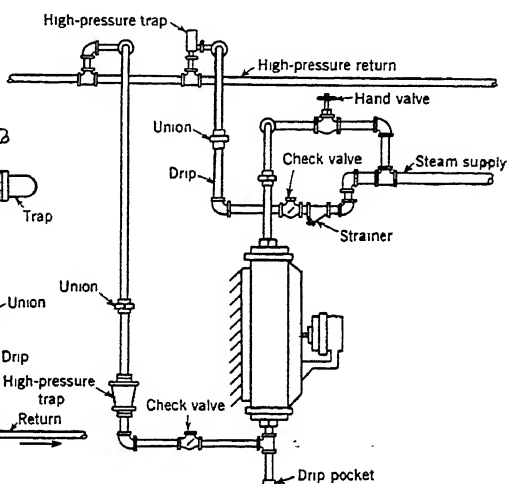 High-pressure trap
High-pressure return
Hand valve
Union
Check valve
Steam supply
Drip
Trap
Strainer
Union
Union
Drip
High-pressure
trap
Check valve
Return
Drip pocket